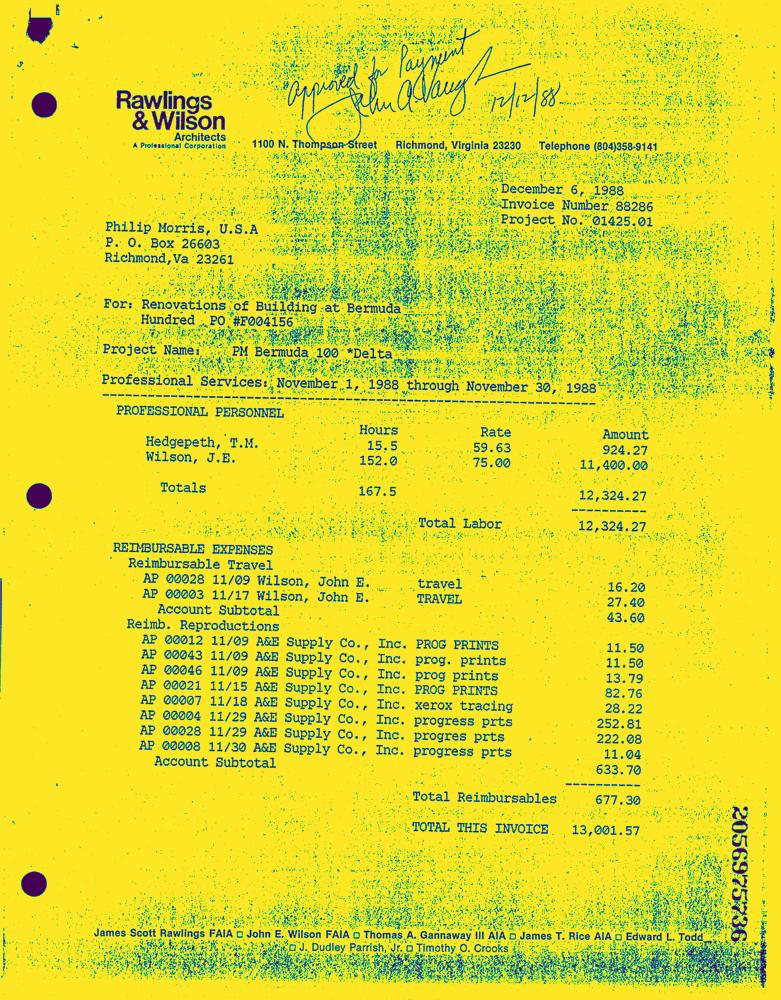 Approved for Payment
John A. Vaugh 12/12/88
Rawlings
& Wilson
Architects
A Professional Corporation
1100 N. Thompson Street Richmond, Virginia 23230 Telephone (804)358-9141
December 6, 1988
Invoice Number 88286
Project No. 01425.01
Philip Morris, U.S.A
P. O. Box 26603
Richmond,Va 23261
For: Renovations of Building at Bermuda
Hundred PO #F004156
Project Name: PM Bermuda 100 *Delta
Professional Services: November 1, 1988 through November 30, 1988
PROFESSIONAL PERSONNEL
Hours Rate Amount
Hedgepeth, T.M. 15.5 59.63 924.27
Wilson, J.E. 152.0 75.00 11,400.00
Totals 167.5 12,324.27
Total Labor 12,324.27
REIMBURSABLE EXPENSES
Reimbursable Travel
AP 00028 11/09 Wilson, John E. travel 16.20
AP 00003 11/17 Wilson, John E. TRAVEL 27.40
Account Subtotal 43.60
Reimb. Reproductions
AP 00012 11/09 A&E Supply Co., Inc. PROG PRINTS 11.50
AP 00043 11/09 A&E Supply Co., Inc. prog. prints 11.50
AP 00046 11/09 A&E Supply Co., Inc. prog prints 13.79
AP 00021 11/15 A&E Supply Co., Inc. PROG PRINTS 82.76
AP 00007 11/18 A&E Supply Co., Inc. xerox tracing 28.22
AP 00004 11/29 A&E Supply Co., Inc. progress prts 252.81
AP 00028 11/29 A&E Supply Co., Inc. progres prts 222.08
AP 00008 11/30 A&E Supply Co., Inc. progress prts 11.04
Account Subtotal 633.70
Total Reimbursables 677.30
TOTAL THIS INVOICE 13,001.57
2056975736
James Scott Rawlings FAIA □ John E. Wilson FAIA □ Thomas A. Gannaway III AIA □ James T. Rice AIA □ Edward L. Todd
□ J. Dudley Parrish, Jr. □ Timothy O. Crooks